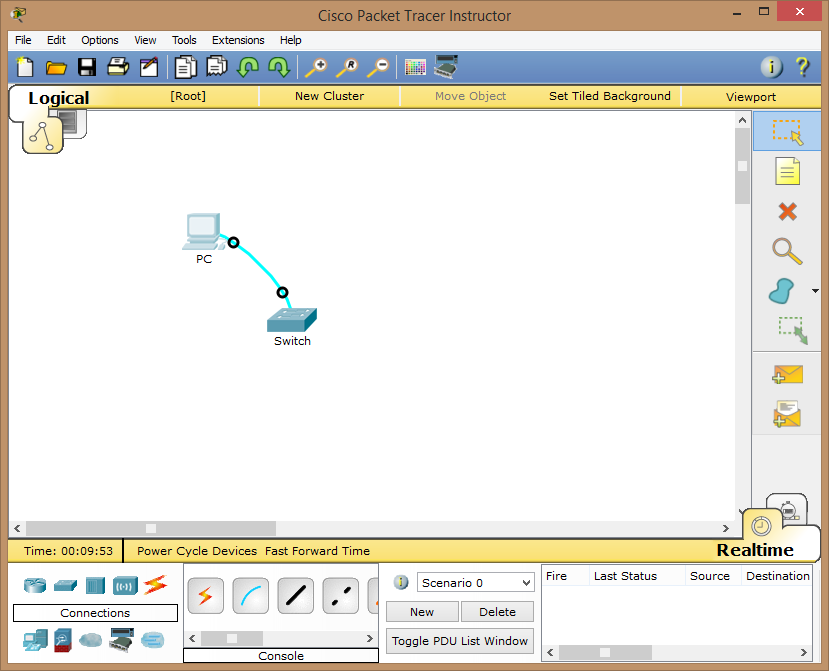 Cisco Packet Tracer Instructor
File Edit Options View Tools Extensions Help
Logical [Root] New Cluster Move Object Set Tiled Background Viewport
PC
Switch
Time: 00:09:53 Power Cycle Devices Fast Forward Time Realtime
Scenario 0 Fire Last Status Source Destination
Connections New Delete
Toggle PDU List Window
Console